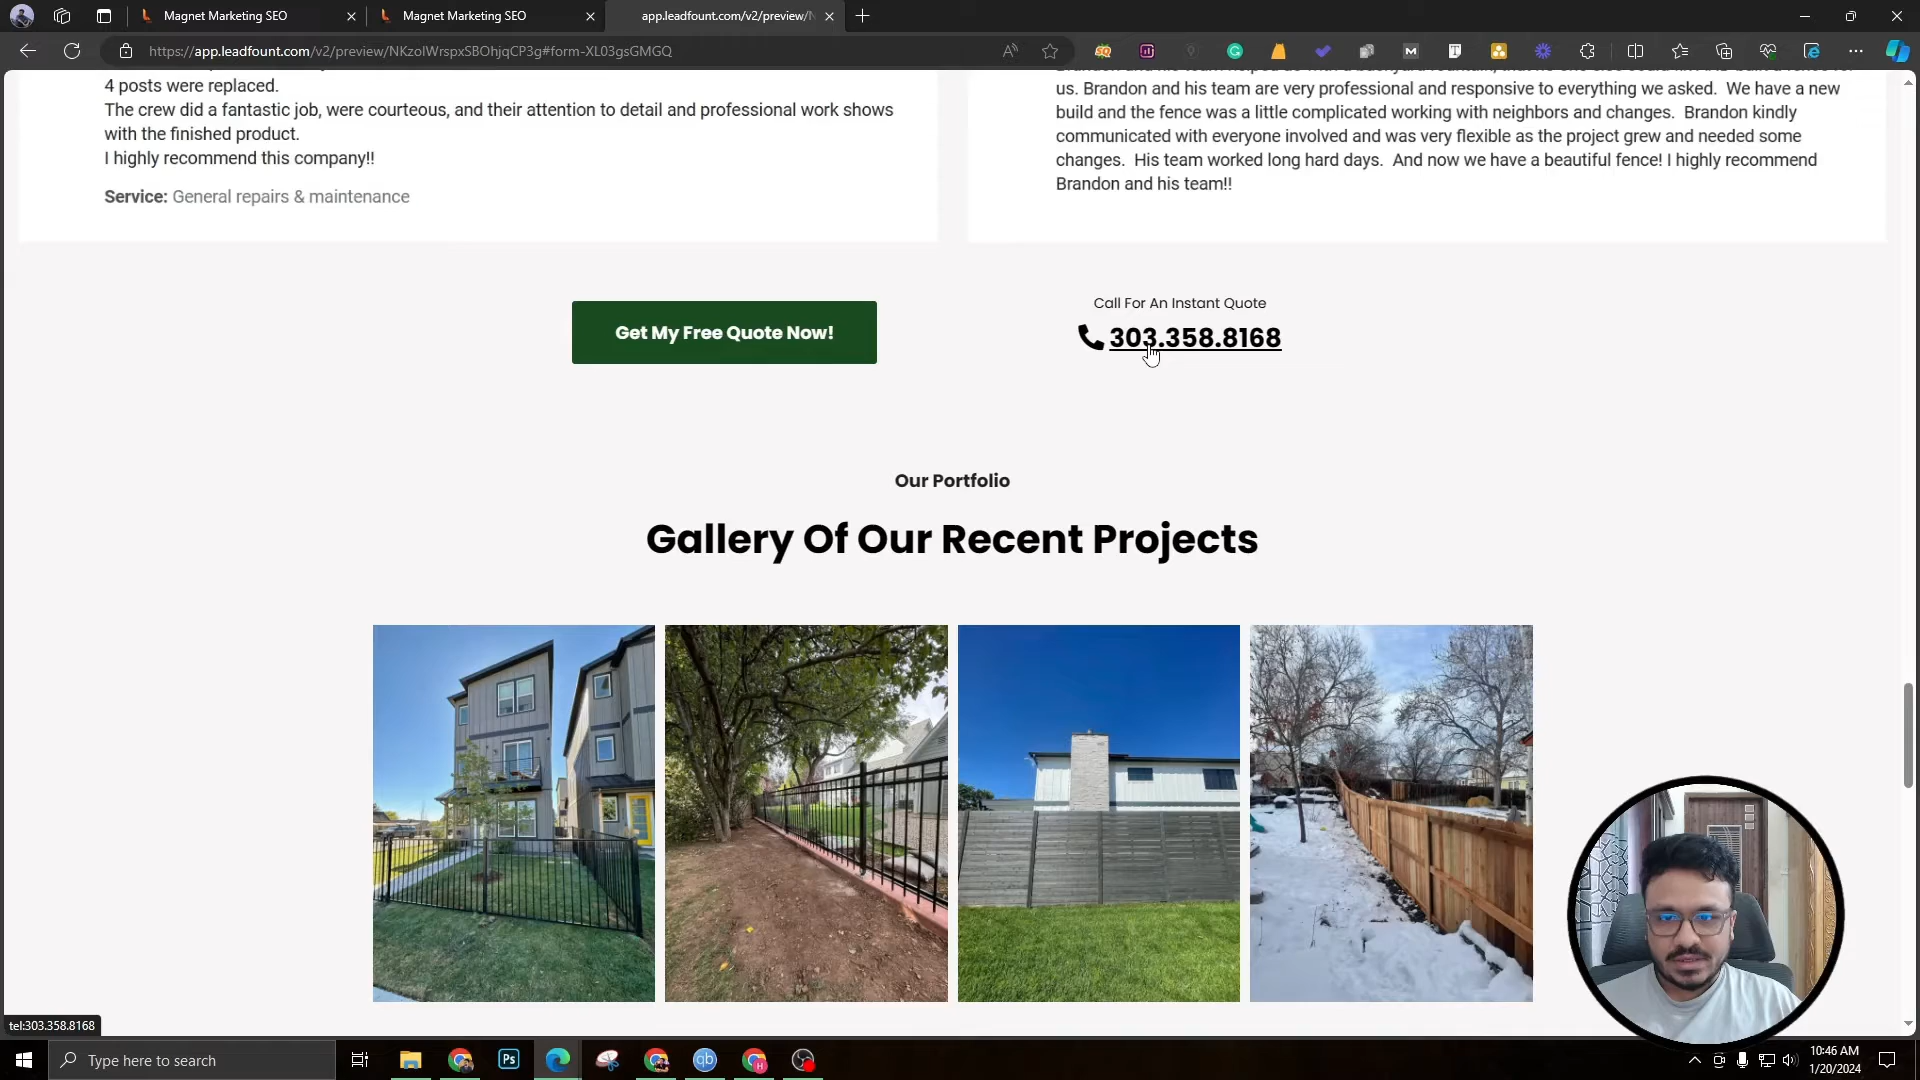 Magnet Marketing SEO
Magnet Marketing SEO
app.leadfount.com/v2/preview/N
https://app.leadfount.com/v2/preview/NKzolWrspxSBOhjqCP3g#form-XL03gsGMGQ
4 posts were replaced.
The crew did a fantastic job, were courteous, and their attention to detail and professional work shows
with the finished product.
I highly recommend this company!!
Service: General repairs & maintenance
us. Brandon and his team are very professional and responsive to everything we asked. We have a new
build and the fence was a little complicated working with neighbors and changes. Brandon kindly
communicated with everyone involved and was very flexible as the project grew and needed some
changes. His team worked long hard days. And now we have a beautiful fence! I highly recommend
Brandon and his team!!
Get My Free Quote Now!
Call For An Instant Quote
303.358.8168
Our Portfolio
Gallery Of Our Recent Projects
tel:303.358.8168
Type here to search
Ps
qb
10:46 AM
1/20/2024